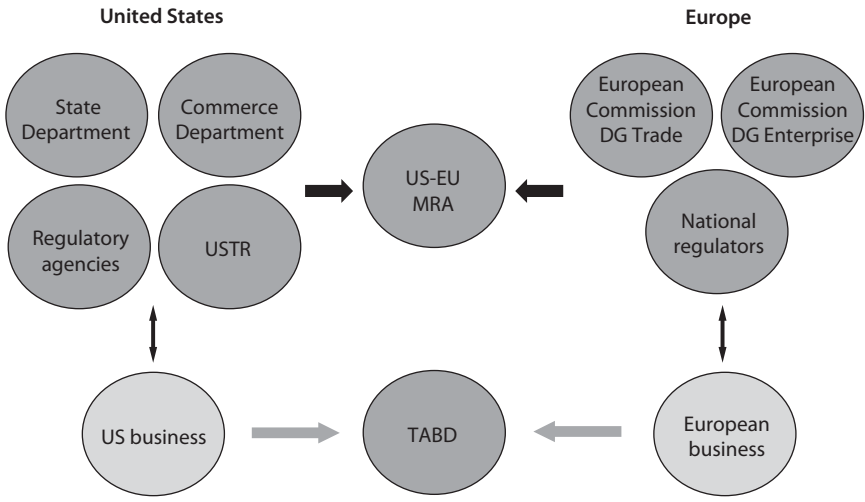 United States
Europe
State
Department
Commerce
Department
European
Commission
DG Trade
European
Commission
DG Enterprise
US-EU
MRA
Regulatory
agencies
USTR
National
regulators
US business
TABD
European
business